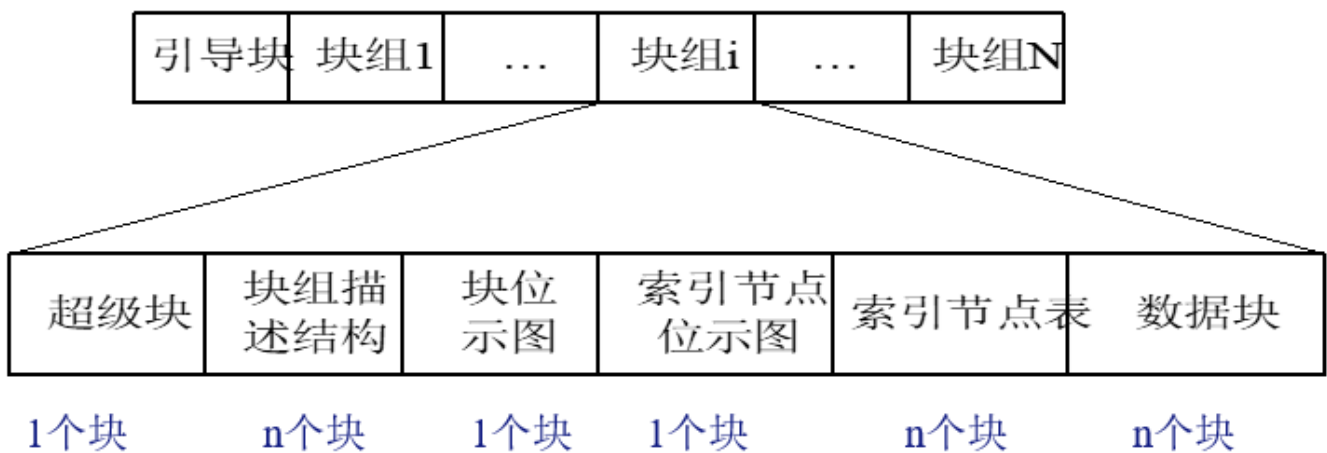 引导块 块组1 … 块组i … 块组N
超级块 块组描述结构 块位示图 索引节点位示图 索引节点表 数据块
1个块 n个块 1个块 1个块 n个块 n个块